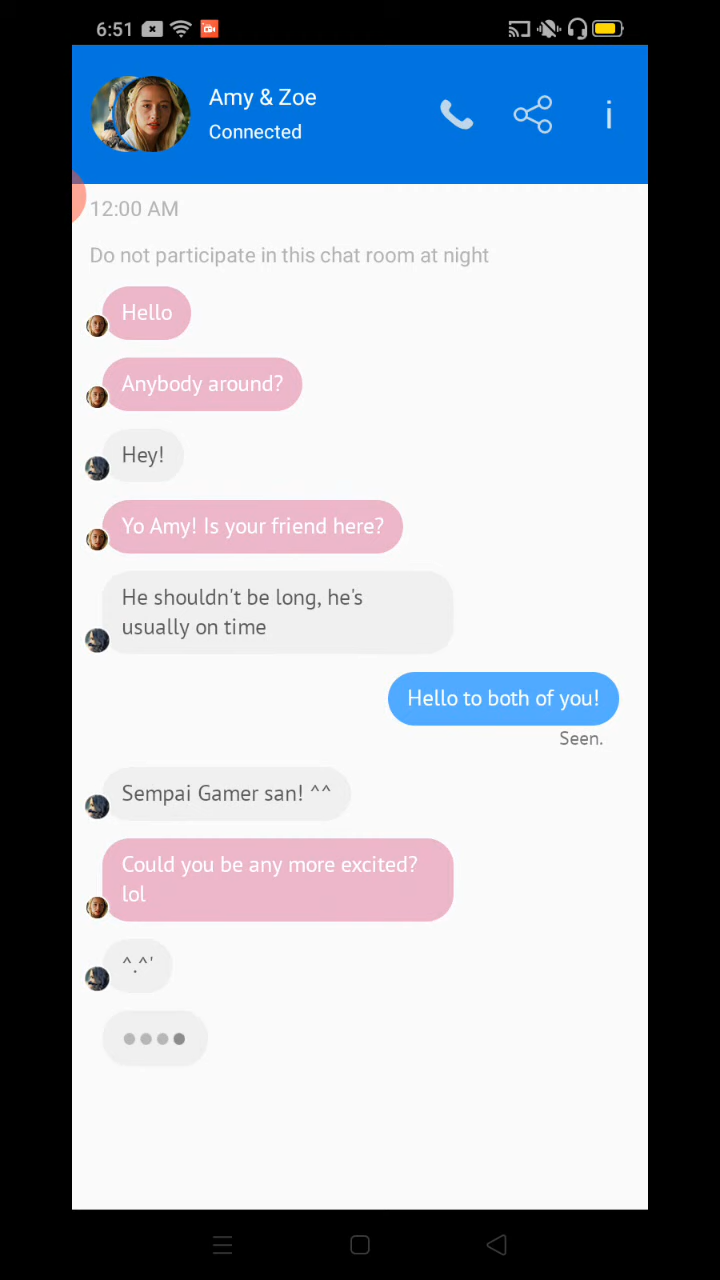 6:51
Amy & Zoe
Connected
12:00 AM
Do not participate in this chat room at night
Hello
Anybody around?
Hey!
Yo Amy! Is your friend here?
He shouldn't be long, he's
usually on time
Hello to both of you!
Seen.
Sempai Gamer san! ^^
Could you be any more excited?
lol
^.^'